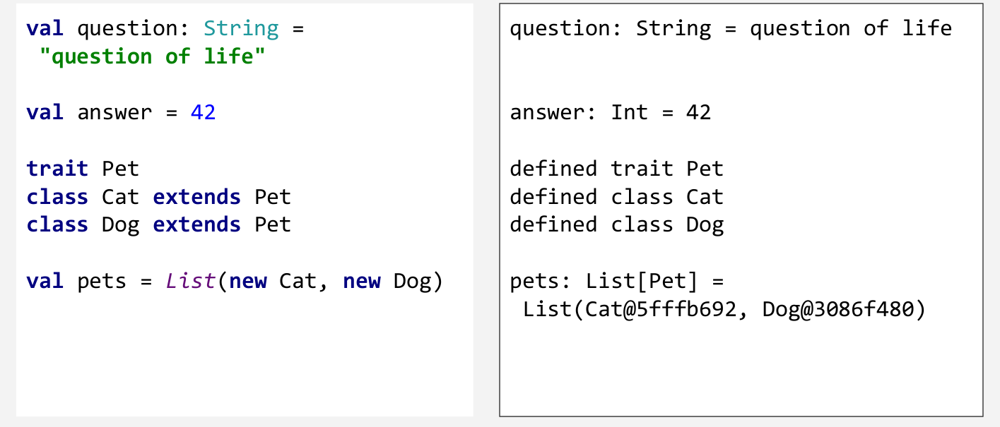 val question: String =
"question of life"
val answer = 42
trait Pet
class Cat extends Pet
class Dog extends Pet
val pets = List(new Cat, new Dog)
question: String = question of life
answer: Int = 42
defined trait Pet
defined class Cat
defined class Dog
pets: List[Pet] =
List(Cat@5fffb692, Dog@3086f480)